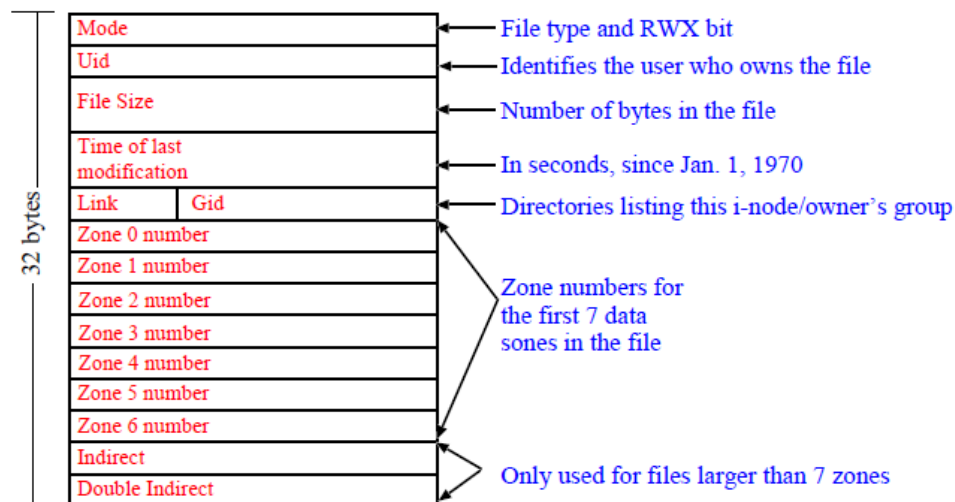 Mode
File type and RWX bit
Uid
Identifies the user who owns the file
File Size
Number of bytes in the file
Time of last
modification
In seconds, since Jan. 1, 1970
Link
Gid
Directories listing this i-node/owner's group
32 bytes
Zone 0 number
Zone 1 number
Zone 2 number
Zone 3 number
Zone 4 number
Zone 5 number
Zone 6 number
Zone numbers for
the first 7 data
sones in the file
Indirect
Double Indirect
Only used for files larger than 7 zones